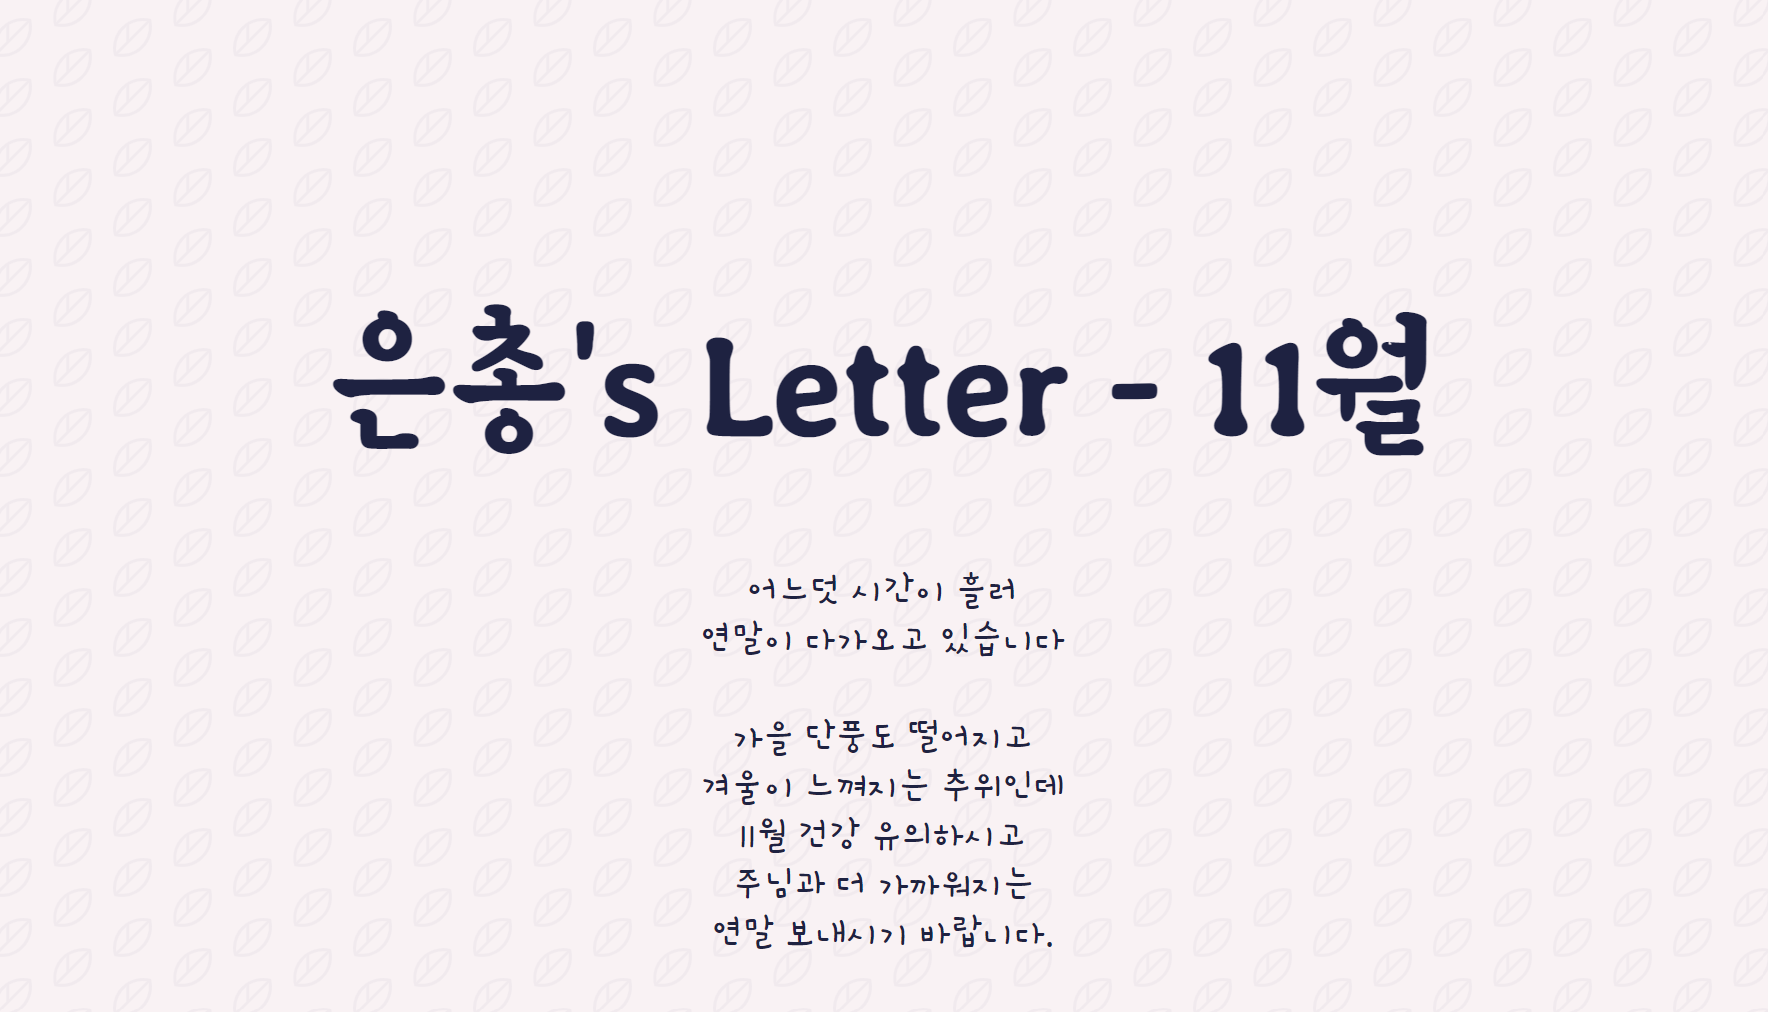 은총's Letter - 11월
어느덧 시간이 흘러
연말이 다가오고 있습니다
가을 단풍도 떨어지고
겨울이 느껴지는 추위인데
11월 건강 유의하시고
주님과 더 가까워지는
연말 보내시기 바랍니다.